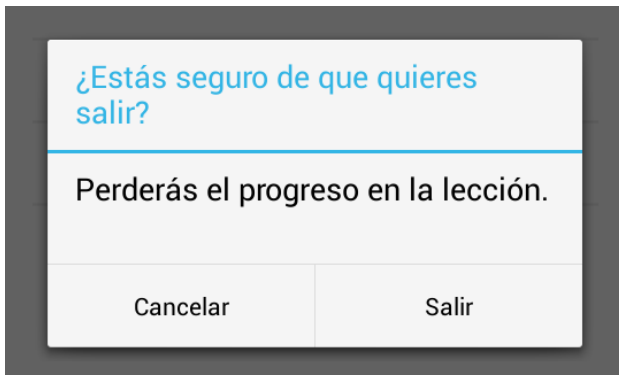 ¿Estás seguro de que quieres
salir?
Perderás el progreso en la lección.
Cancelar
Salir